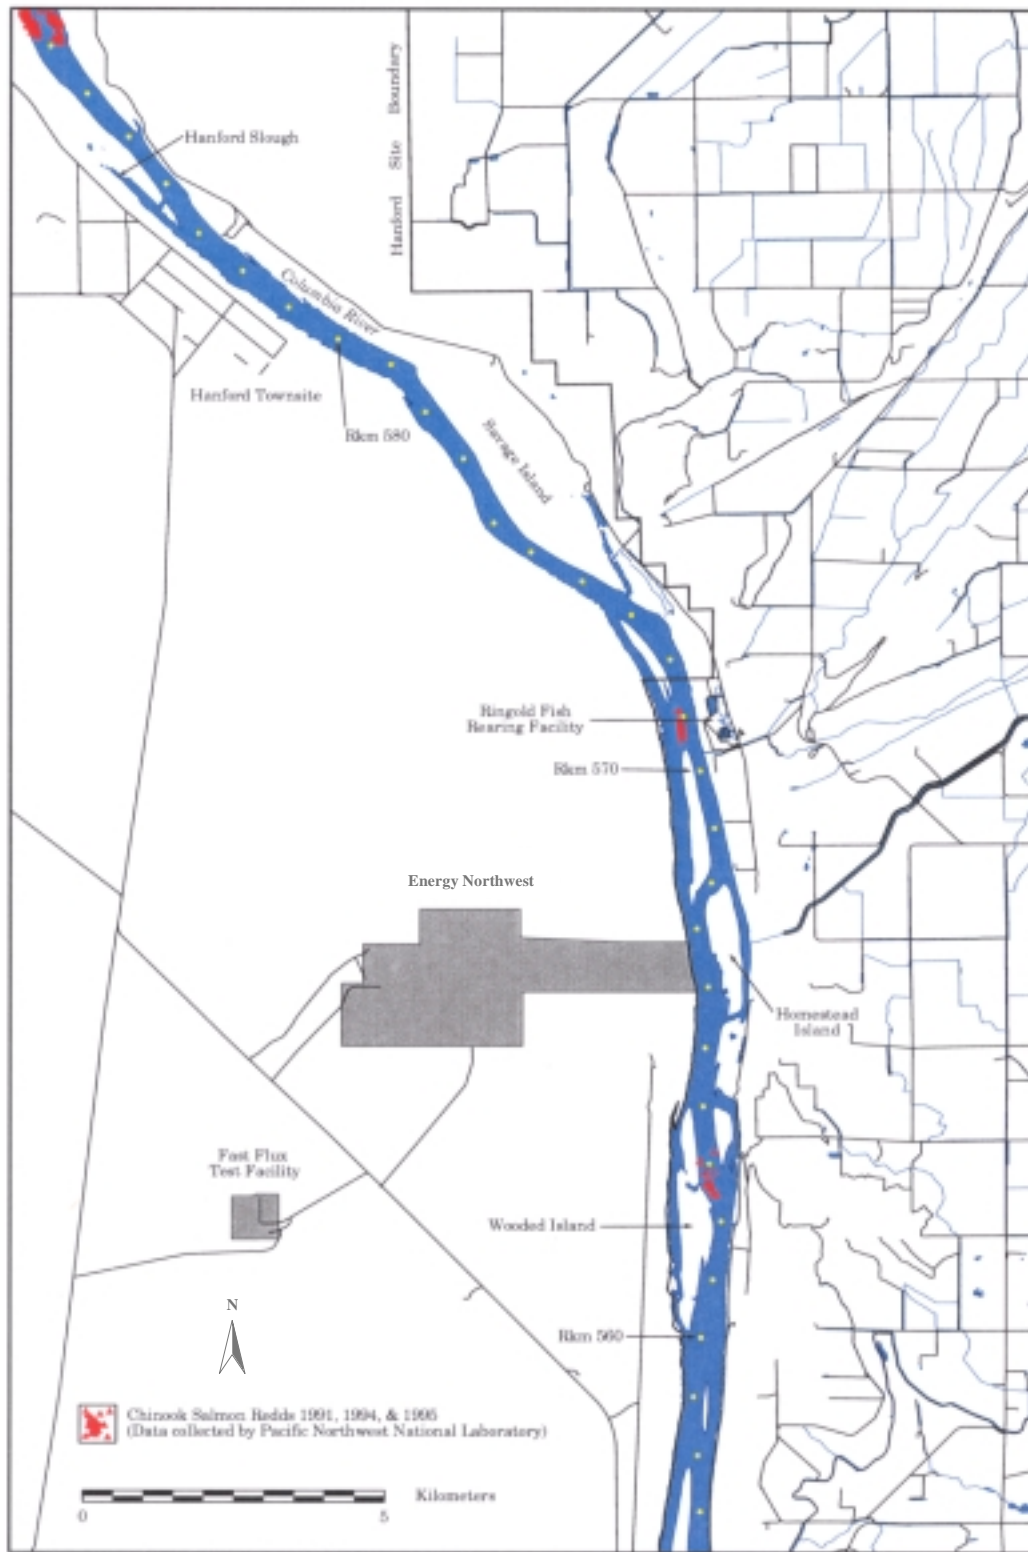 Hanford Site Boundary
Hanford Slough
Columbia River
Hanford Townsite
Rkm 580
Savage Island
Ringold Fish
Rearing Facility
Rkm 570
Energy Northwest
Homestead
Island
Fast Flux
Test Facility
Wooded Island
N
Rkm 560
Chinook Salmon Redds 1991, 1994, & 1995
(Data collected by Pacific Northwest National Laboratory)
Kilometers
0 5